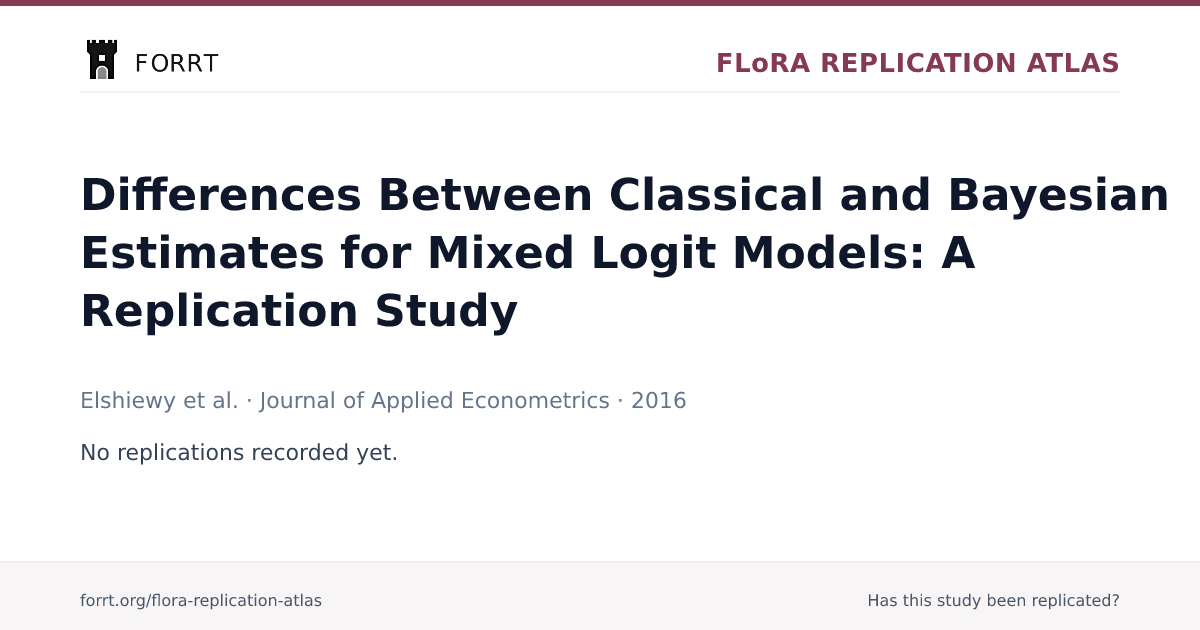 FORRT
FLoRA REPLICATION ATLAS
Differences Between Classical and Bayesian
Estimates for Mixed Logit Models: A
Replication Study
Elshiewy et al. · Journal of Applied Econometrics · 2016
No replications recorded yet.
forrt.org/flora-replication-atlas
Has this study been replicated?